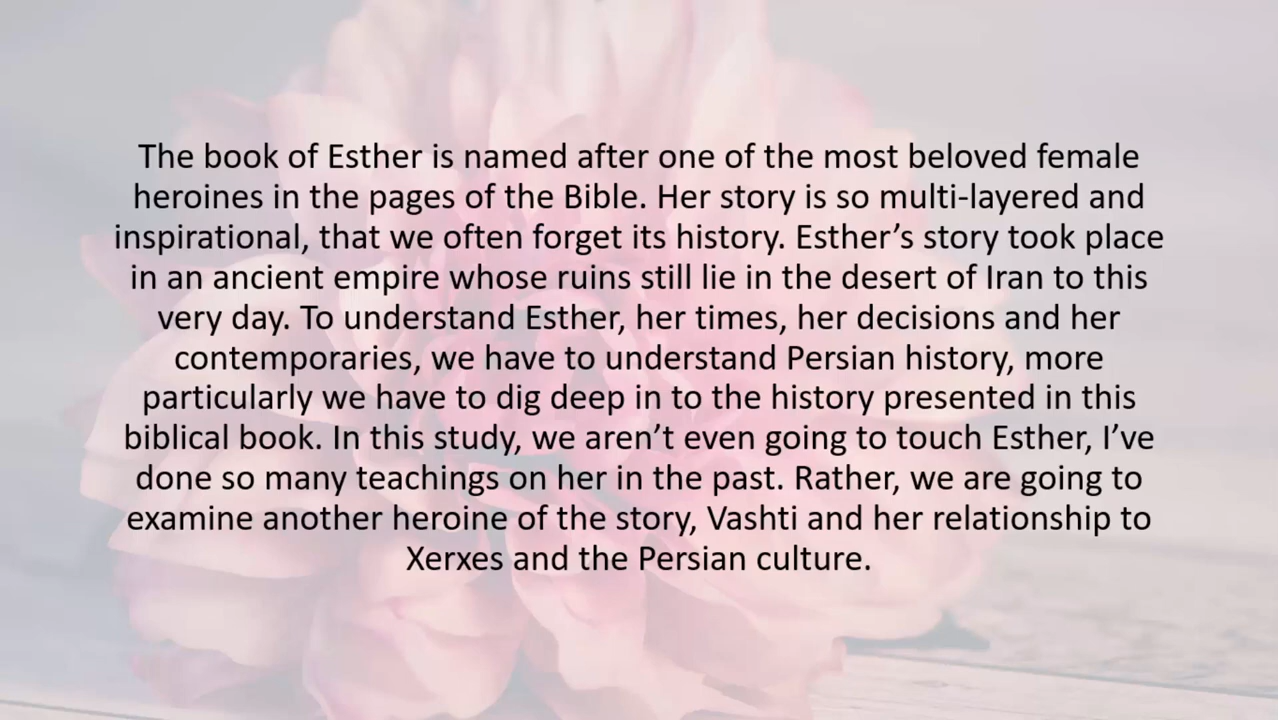 The book of Esther is named after one of the most beloved female
heroines in the pages of the Bible. Her story is so multi-layered and
inspirational, that we often forget its history. Esther’s story took place
in an ancient empire whose ruins still lie in the desert of Iran to this
very day. To understand Esther, her times, her decisions and her
contemporaries, we have to understand Persian history, more
particularly we have to dig deep in to the history presented in this
biblical book. In this study, we aren’t even going to touch Esther, I’ve
done so many teachings on her in the past. Rather, we are going to
examine another heroine of the story, Vashti and her relationship to
Xerxes and the Persian culture.